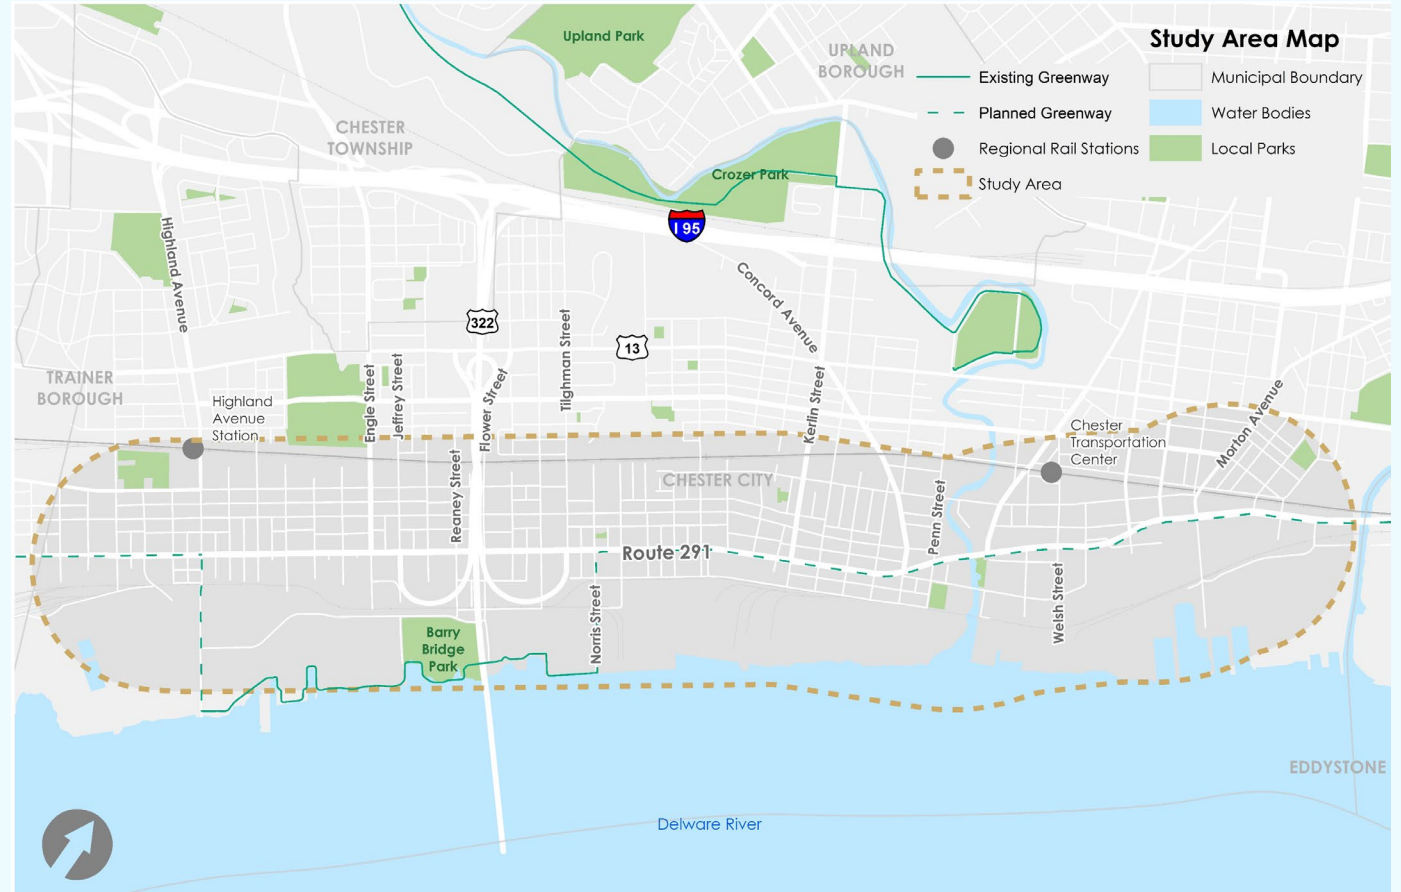 Study Area Map
Existing Greenway
Planned Greenway
Regional Rail Stations
Study Area
Municipal Boundary
Water Bodies
Local Parks
Upland Park
UPLAND
BOROUGH
CHESTER
TOWNSHIP
Crozer Park
I 95
Highland Avenue
Concord Avenue
322
13
Tilghman Street
TRAINER
BOROUGH
Highland
Avenue
Station
Engle Street
Jeffrey Street
Flower Street
Kerlin Street
Chester
Transportation
Center
Morton Avenue
Reaney Street
CHESTER CITY
Penn Street
Route 291
Norris Street
Welsh Street
Barry
Bridge
Park
EDDYSTONE
Delware River